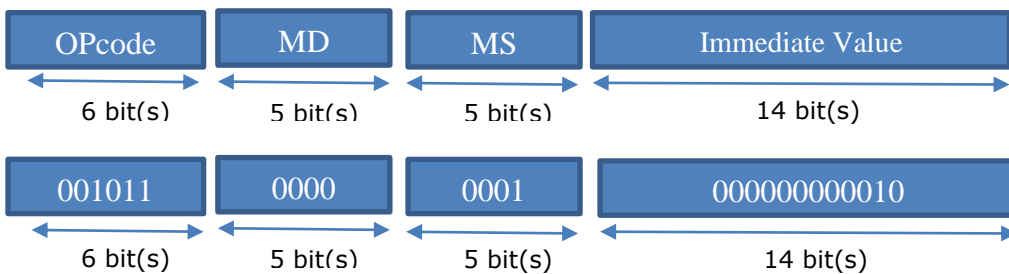 OPcode MD MS Immediate Value
6 bit(s) 5 bit(s) 5 bit(s) 14 bit(s)
001011 0000 0001 000000000010
6 bit(s) 5 bit(s) 5 bit(s) 14 bit(s)